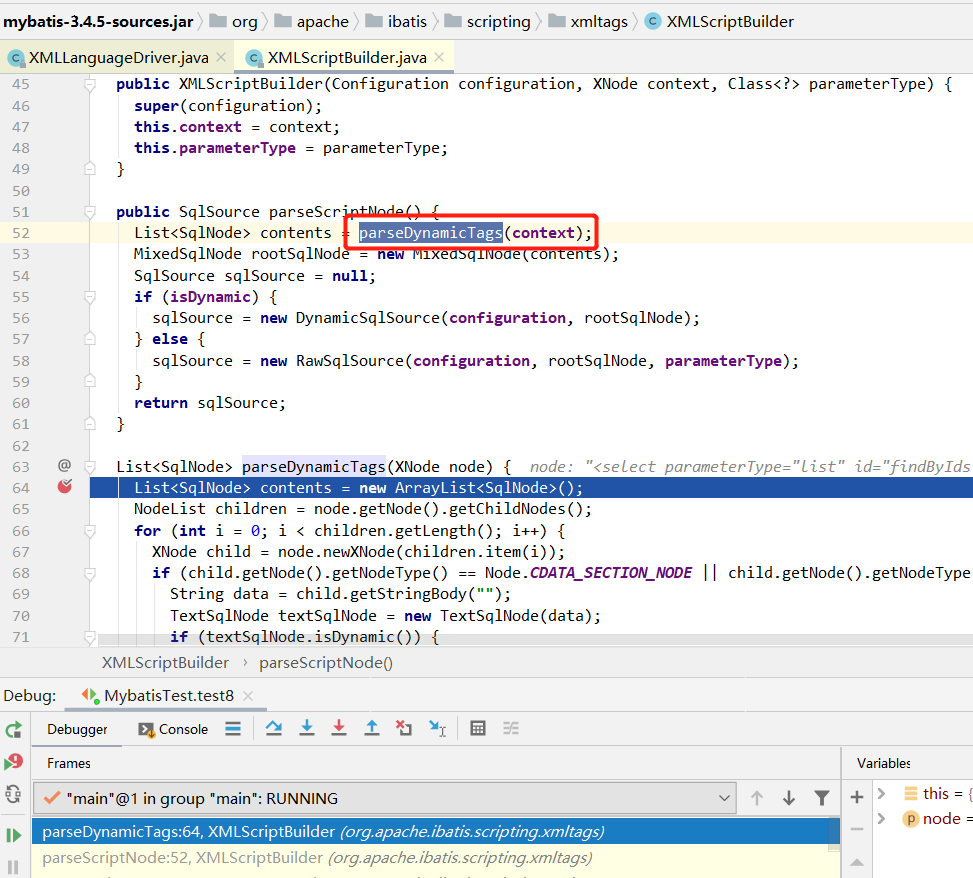 mybatis-3.4.5-sources.jar org apache ibatis scripting xmltags XMLScriptBuilder
XMLLanguageDriver.java XMLScriptBuilder.java
45 public XMLScriptBuilder(Configuration configuration, XNode context, Class<?> parameterType) {
46 super(configuration);
47 this.context = context;
48 this.parameterType = parameterType;
49 }
50
51 public SqlSource parseScriptNode() {
52 List<SqlNode> contents = parseDynamicTags(context);
53 MixedSqlNode rootSqlNode = new MixedSqlNode(contents);
54 SqlSource sqlSource = null;
55 if (isDynamic) {
56 sqlSource = new DynamicSqlSource(configuration, rootSqlNode);
57 } else {
58 sqlSource = new RawSqlSource(configuration, rootSqlNode, parameterType);
59 }
60 return sqlSource;
61 }
62
63 @ List<SqlNode> parseDynamicTags(XNode node) { node: "<select parameterType="list" id="findByIds
64 List<SqlNode> contents = new ArrayList<SqlNode>();
65 NodeList children = node.getNode().getChildNodes();
66 for (int i = 0; i < children.getLength(); i++) {
67 XNode child = node.newXNode(children.item(i));
68 if (child.getNode().getNodeType() == Node.CDATA_SECTION_NODE || child.getNode().getNodeType
69 String data = child.getStringBody("");
70 TextSqlNode textSqlNode = new TextSqlNode(data);
71 if (textSqlNode.isDynamic()) {
XMLScriptBuilder › parseScriptNode()
Debug: MybatisTest.test8
Debugger Console
Frames Variables
"main"@1 in group "main": RUNNING
this = {
parseDynamicTags:64, XMLScriptBuilder (org.apache.ibatis.scripting.xmltags)
node =
parseScriptNode:52, XMLScriptBuilder (org.apache.ibatis.scripting.xmltags)